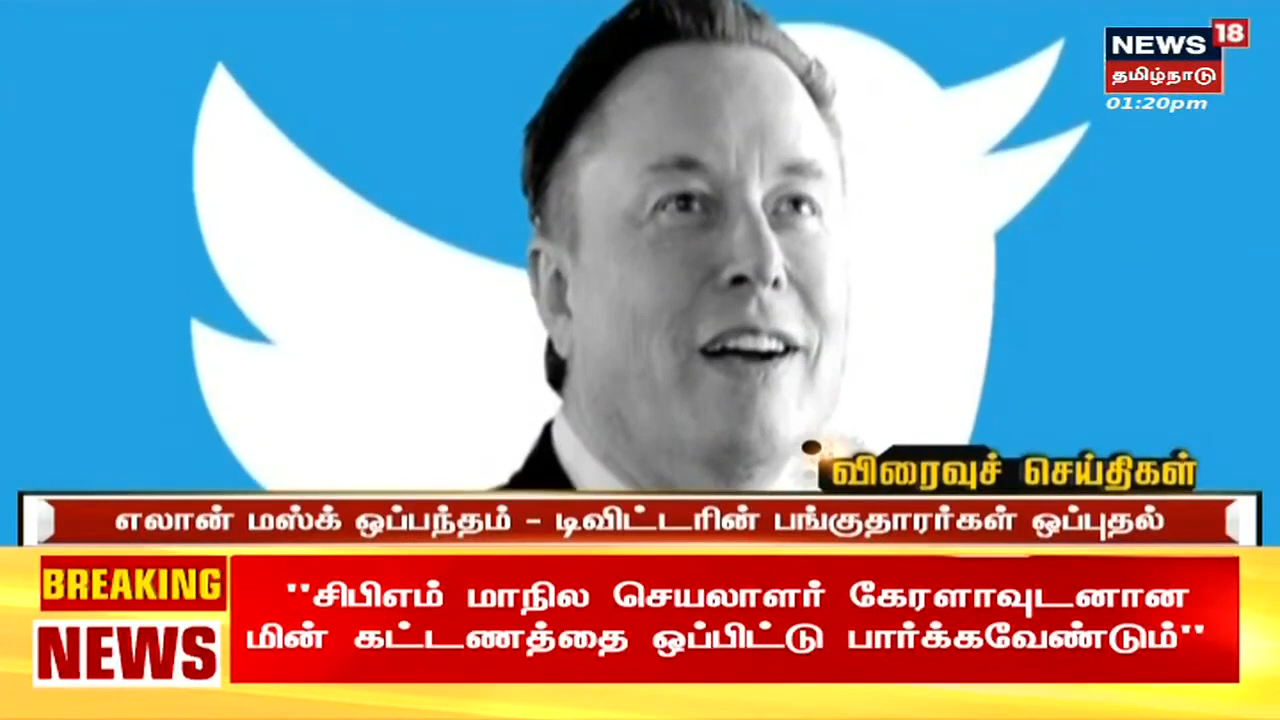 NEWS 18
தமிழ்நாடு
01:20pm
விரைவுச் செய்திகள்
எலான் மஸ்க் ஒப்பந்தம் - டிவிட்டரின் பங்குதாரர்கள் ஒப்புதல்
BREAKING
NEWS
"சிபிஎம் மாநில செயலாளர் கேரளாவுடனான
மின் கட்டணத்தை ஒப்பிட்டு பார்க்கவேண்டும்"